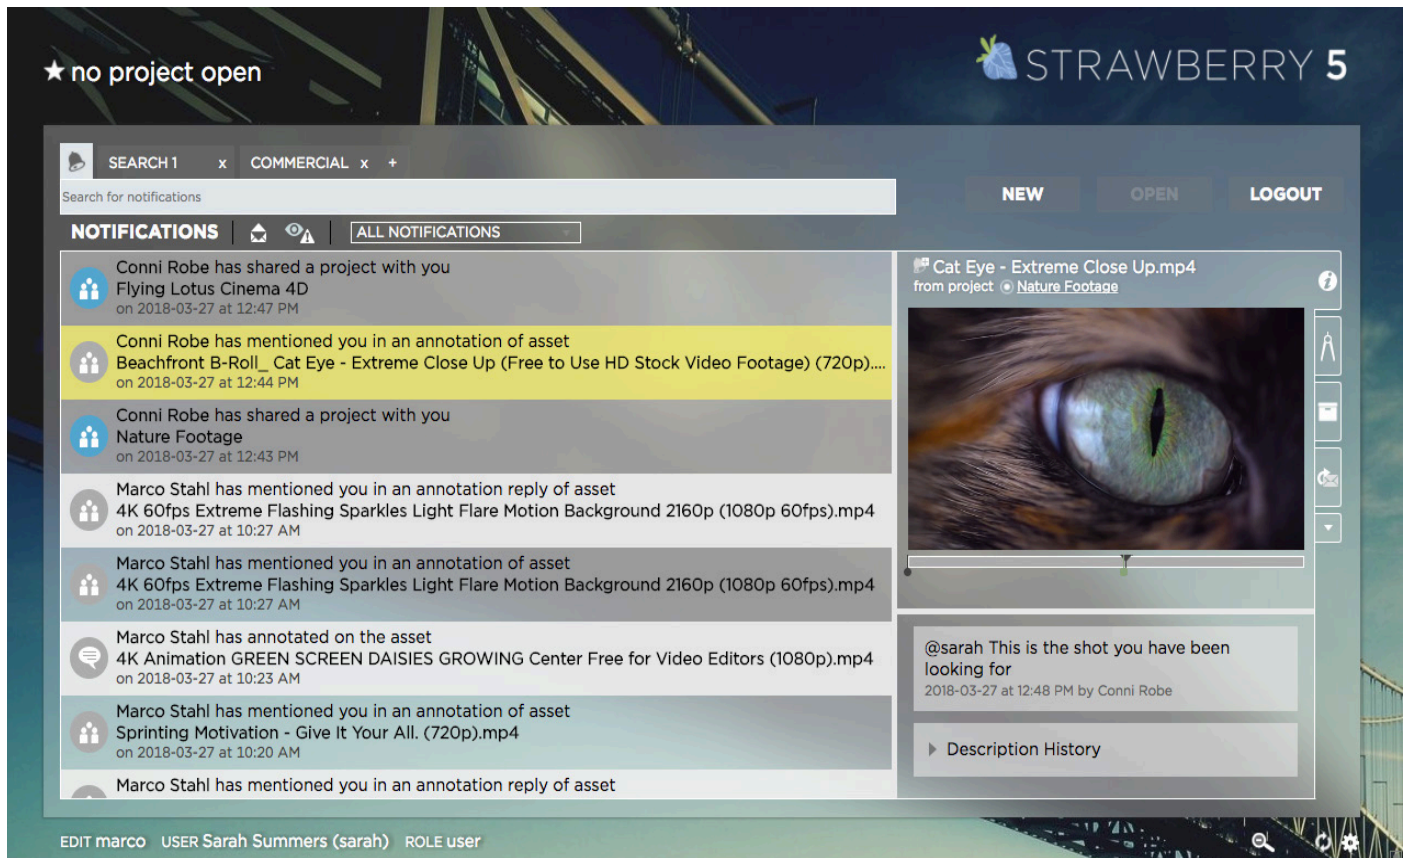 no project open
STRAWBERRY 5
SEARCH 1 x COMMERCIAL x +
Search for notifications
NEW OPEN LOGOUT
NOTIFICATIONS ALL NOTIFICATIONS
Conni Robe has shared a project with you
Flying Lotus Cinema 4D
on 2018-03-27 at 12:47 PM
Conni Robe has mentioned you in an annotation of asset
Beachfront B-Roll_ Cat Eye - Extreme Close Up (Free to Use HD Stock Video Footage) (720p)....
on 2018-03-27 at 12:44 PM
Conni Robe has shared a project with you
Nature Footage
on 2018-03-27 at 12:43 PM
Marco Stahl has mentioned you in an annotation reply of asset
4K 60fps Extreme Flashing Sparkles Light Flare Motion Background 2160p (1080p 60fps).mp4
on 2018-03-27 at 10:27 AM
Marco Stahl has mentioned you in an annotation of asset
4K 60fps Extreme Flashing Sparkles Light Flare Motion Background 2160p (1080p 60fps).mp4
on 2018-03-27 at 10:27 AM
Marco Stahl has annotated on the asset
4K Animation GREEN SCREEN DAISIES GROWING Center Free for Video Editors (1080p).mp4
on 2018-03-27 at 10:23 AM
Marco Stahl has mentioned you in an annotation of asset
Sprinting Motivation - Give It Your All. (720p).mp4
on 2018-03-27 at 10:20 AM
Marco Stahl has mentioned you in an annotation reply of asset
Cat Eye - Extreme Close Up.mp4
from project Nature Footage
@sarah This is the shot you have been
looking for
2018-03-27 at 12:48 PM by Conni Robe
Description History
EDIT marco USER Sarah Summers (sarah) ROLE user